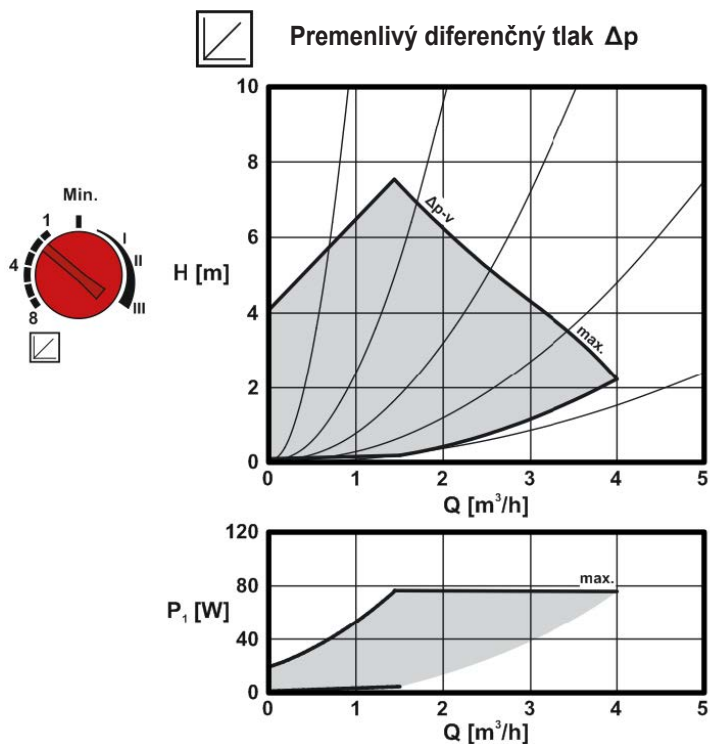 Premenlivý diferenčný tlak Δp
Min.
1
4
8
I
II
III
H [m]
10
8
6
4
2
0
Δp-v
max.
0 1 2 3 4 5
Q [m³/h]
P₁ [W]
120
80
40
0
max.
0 1 2 3 4 5
Q [m³/h]